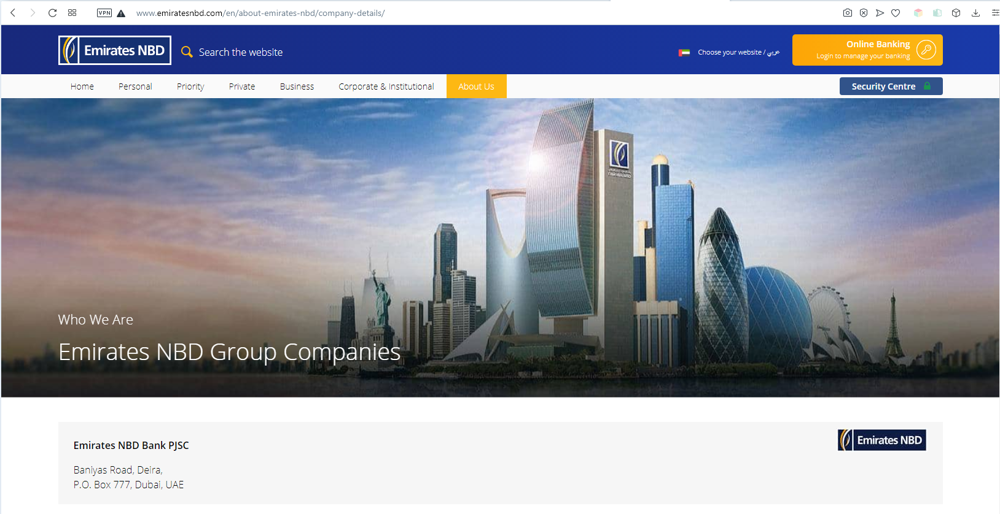 VPN
www.emiratesnbd.com/en/about-emirates-nbd/company-details/
Emirates NBD
Search the website
Choose your website / عربي
Online Banking
Login to manage your banking
Home
Personal
Priority
Private
Business
Corporate & Institutional
About Us
Security Centre
Emirates NBD
Who We Are
Emirates NBD Group Companies
Emirates NBD Bank PJSC
Emirates NBD
Baniyas Road, Deira,
P.O. Box 777, Dubai, UAE